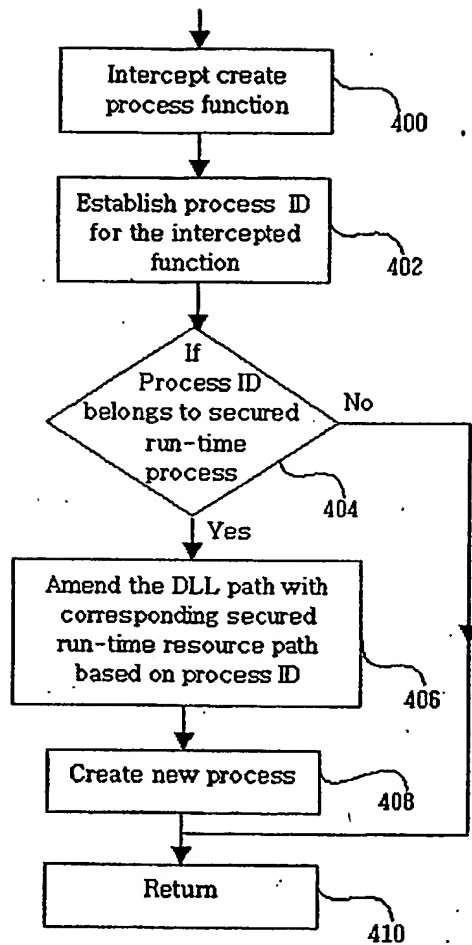 Intercept create
process function
400
Establish process ID
for the intercepted
function
402
If
Process ID
belongs to secured
run-time
process
No
404
Yes
Amend the DLL path with
corresponding secured
run-time resource path
based on process ID
406
Create new process
408
Return
410